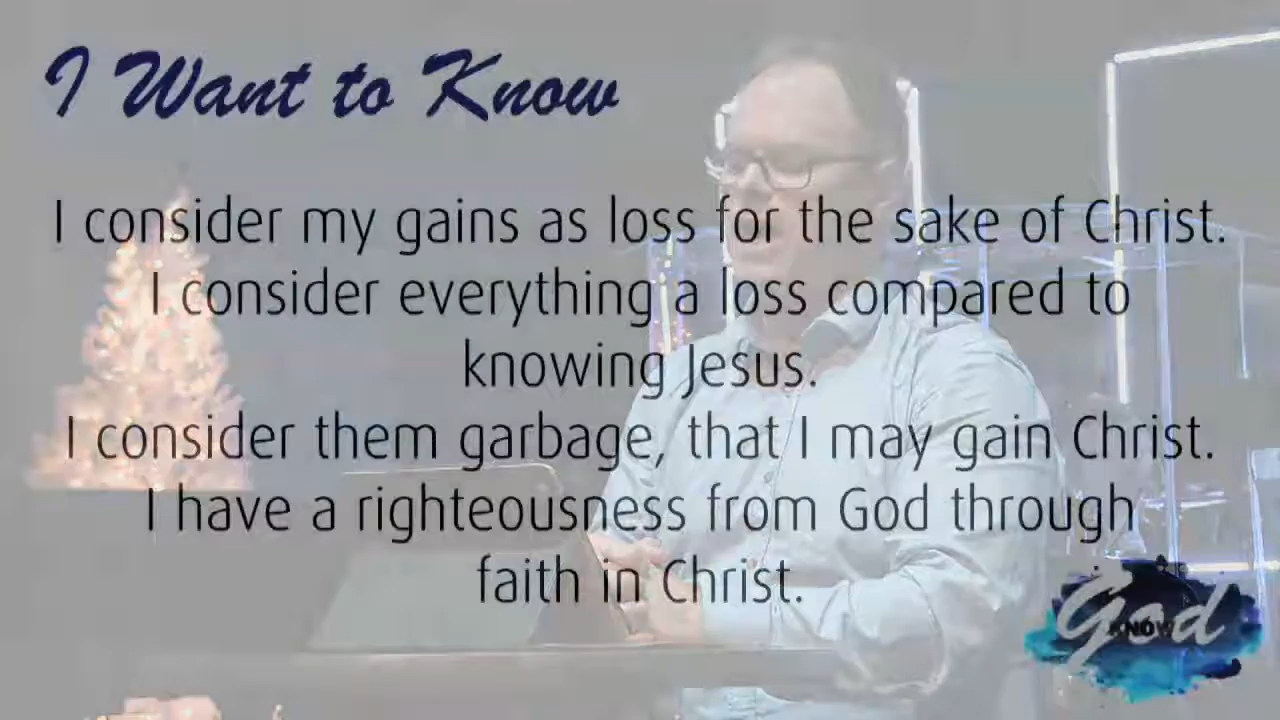 I Want to Know
I consider my gains as loss for the sake of Christ.
I consider everything a loss compared to
knowing Jesus.
I consider them garbage, that I may gain Christ.
I have a righteousness from God through
faith in Christ.
God
KNOW